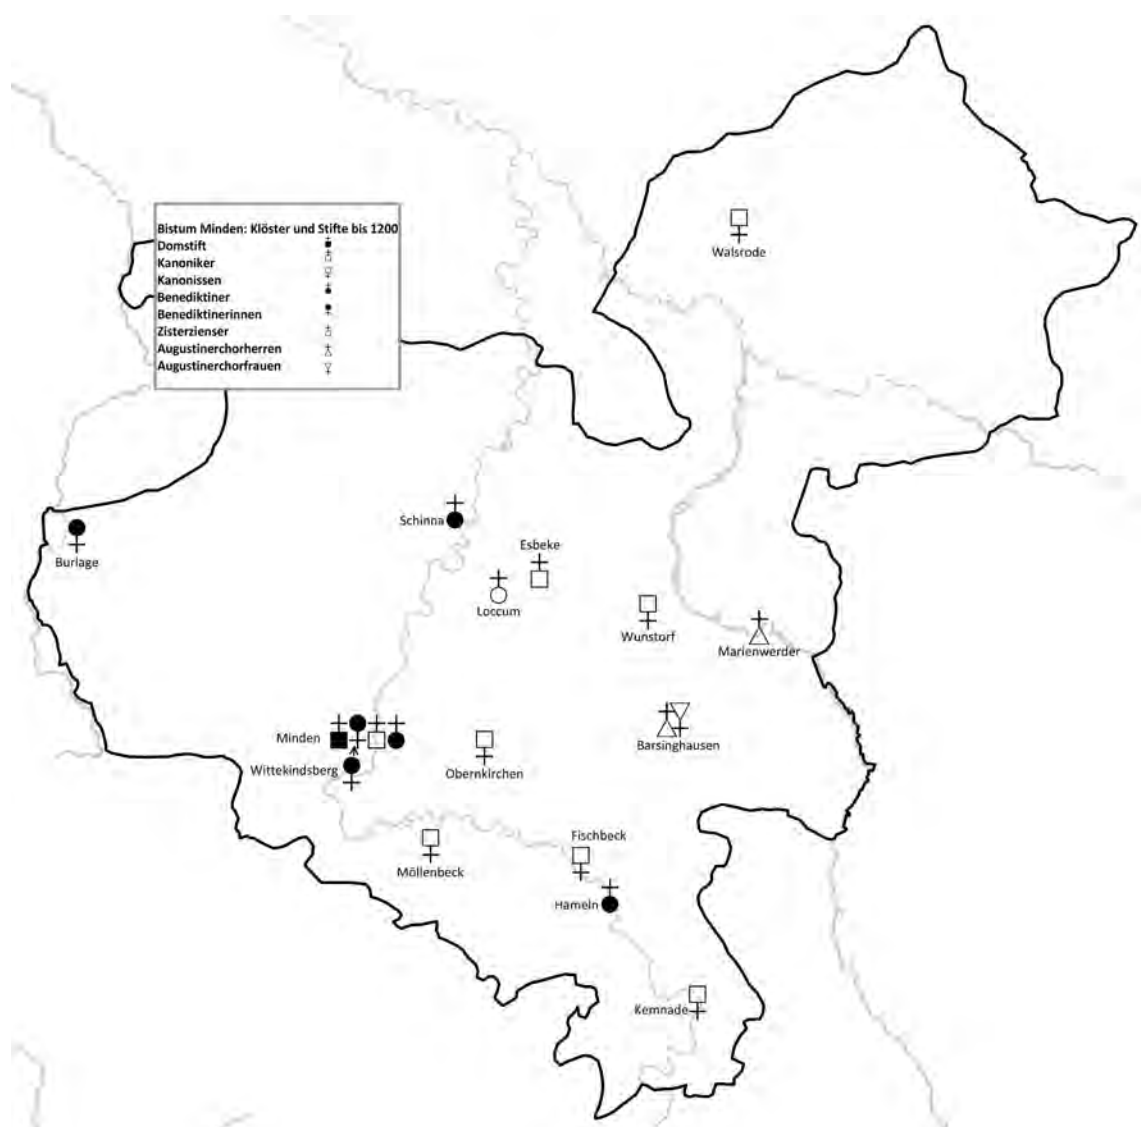 Bistum Minden: Klöster und Stifte bis 1200
Domstift
Kanoniker
Kanonissen
Benediktiner
Benediktinerinnen
Zisterzienser
Augustinerchorherren
Augustinerchorfrauen
Walsrode
Schinna
Burlage
Esbeke
Loccum
Wunstorf
Marienwerder
Minden
Barsinghausen
Wittekindsberg
Obernkirchen
Fischbeck
Möllenbeck
Hameln
Kemnade